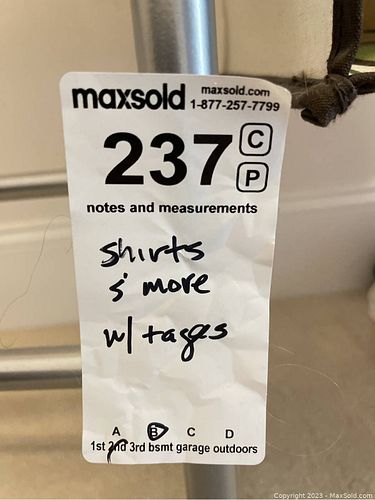 maxsold maxsold.com
1-877-257-7799
237 C
P
notes and measurements
shirts
& more
w/ tages
A B C D
1st 2nd 3rd bsmt garage outdoors
Copyright 2023 - MaxSold.com